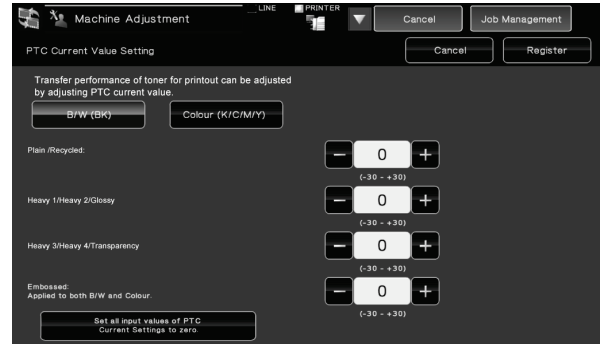 Machine Adjustment
LINE
PRINTER
Cancel
Job Management
PTC Current Value Setting
Cancel
Register
Transfer performance of toner for printout can be adjusted
by adjusting PTC current value.
B/W (BK)
Colour (K/C/M/Y)
Plain /Recycled:
0
(-30 - +30)
Heavy 1/Heavy 2/Glossy
0
(-30 - +30)
Heavy 3/Heavy 4/Transparency
0
(-30 - +30)
Embossed:
Applied to both B/W and Colour.
0
(-30 - +30)
Set all input values of PTC
Current Settings to zero.